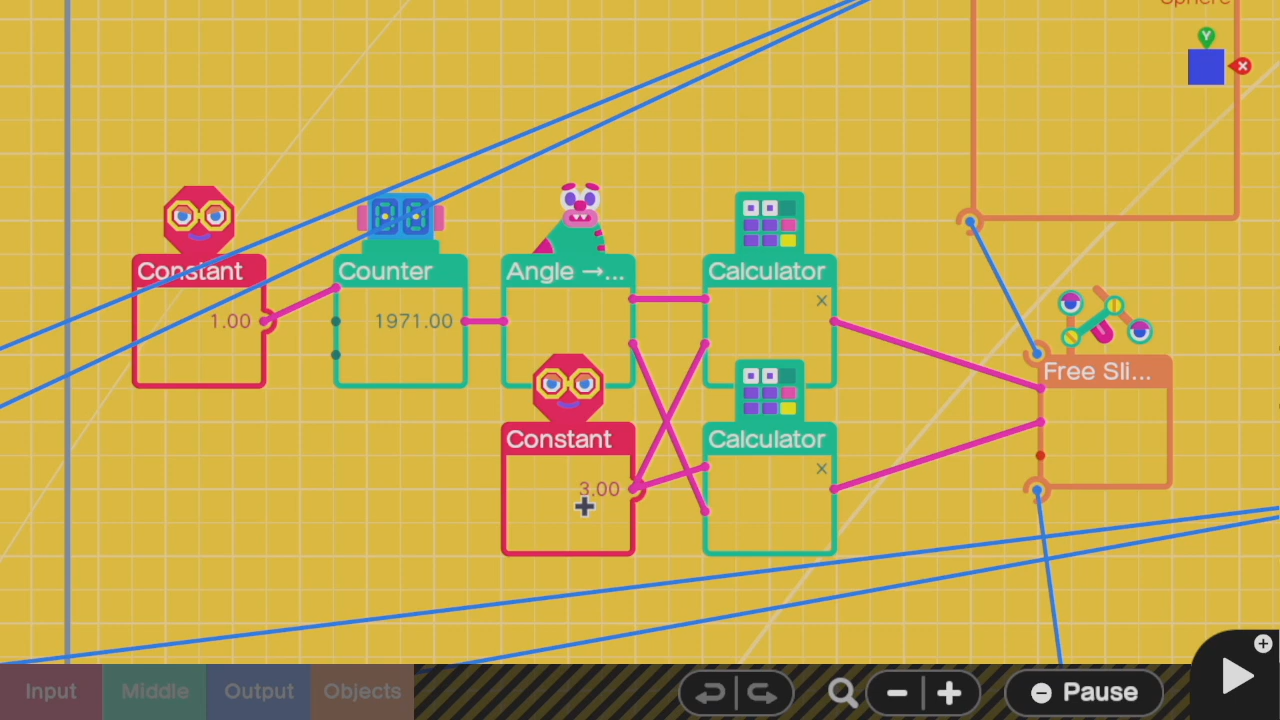 Sphere
Y
Constant
1.00
Counter
1971.00
Angle →...
Calculator
×
Constant
3.00
Calculator
×
Free Sli...
Input
Middle
Output
Objects
Pause